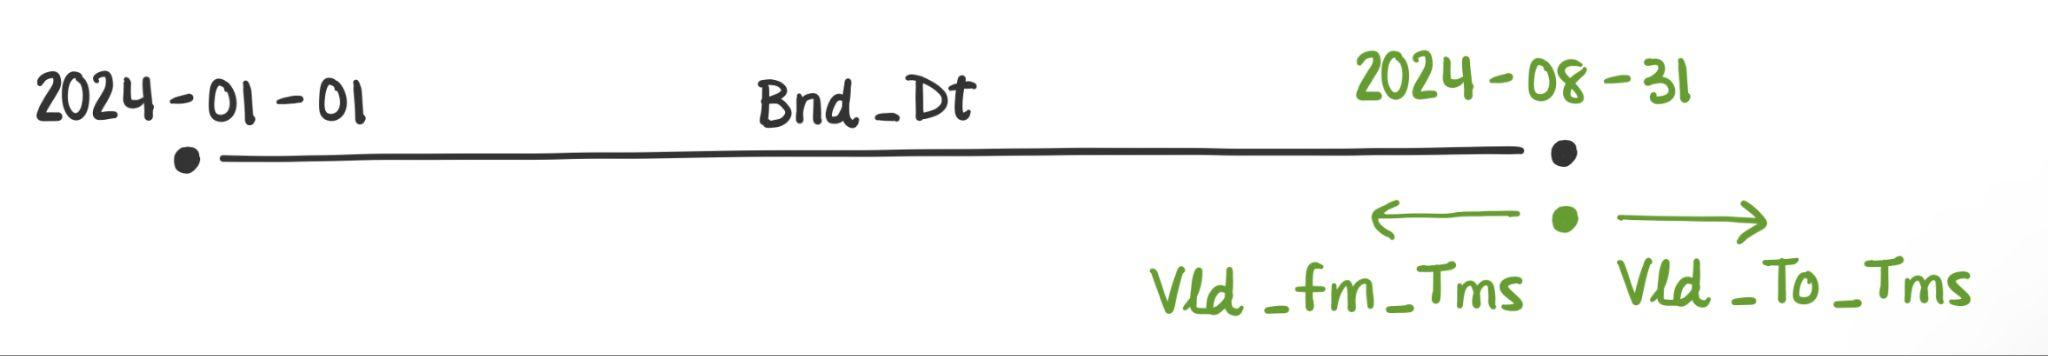 2024-01-01
Bnd_Dt
2024-08-31
Vld_fm_Tms
Vld_To_Tms